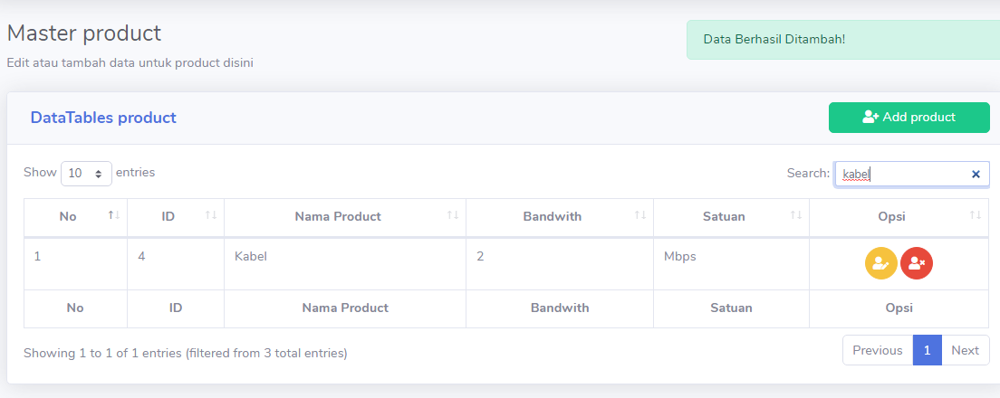 Master product
Data Berhasil Ditambah!
Edit atau tambah data untuk product disini
DataTables product
Add product
Show 10 entries
Search: kabel
No ID Nama Product Bandwith Satuan Opsi
1 4 Kabel 2 Mbps
No ID Nama Product Bandwith Satuan Opsi
Showing 1 to 1 of 1 entries (filtered from 3 total entries)
Previous 1 Next